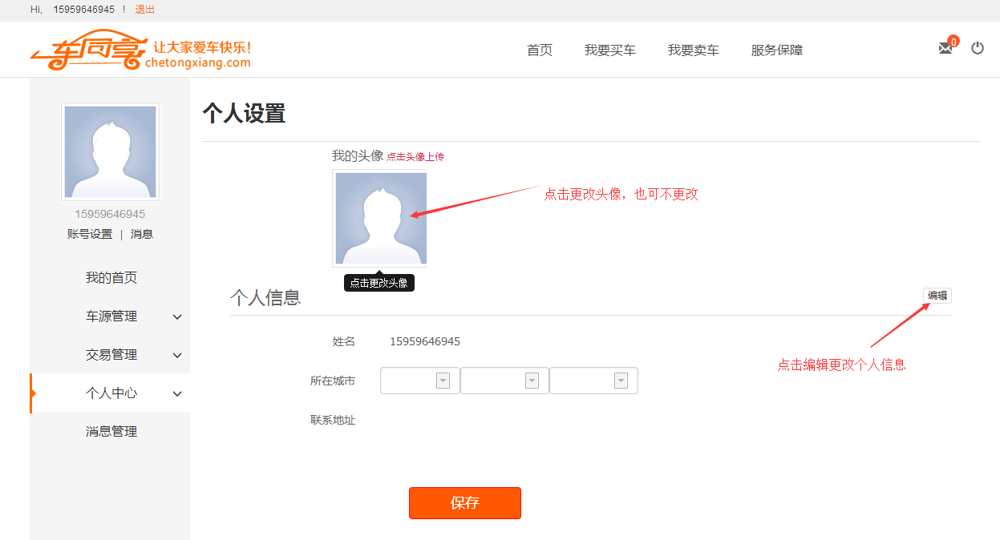 Hi, 15959646945 ! 退出
车同享 让大家爱车快乐!
chetongxiang.com
首页 我要买车 我要卖车 服务保障
0
15959646945
账号设置 | 消息
我的首页
车源管理
交易管理
个人中心
消息管理
个人设置
我的头像 点击头像上传
点击更改头像，也可不更改
点击更改头像
个人信息
编辑
点击编辑更改个人信息
姓名 15959646945
所在城市
联系地址
保存